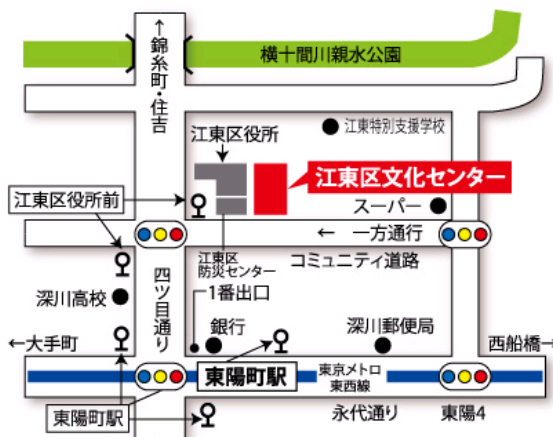 ↑錦糸町・住吉
横十間川親水公園
江東区役所
江東特別支援学校
江東区文化センター
江東区役所前
スーパー
← 一方通行
江東区
防災センター
コミュニティ道路
四ツ目通り
深川高校
1番出口
銀行
深川郵便局
←大手町
西船橋→
東陽町駅
東京メトロ
東西線
東陽町駅
永代通り
東陽4